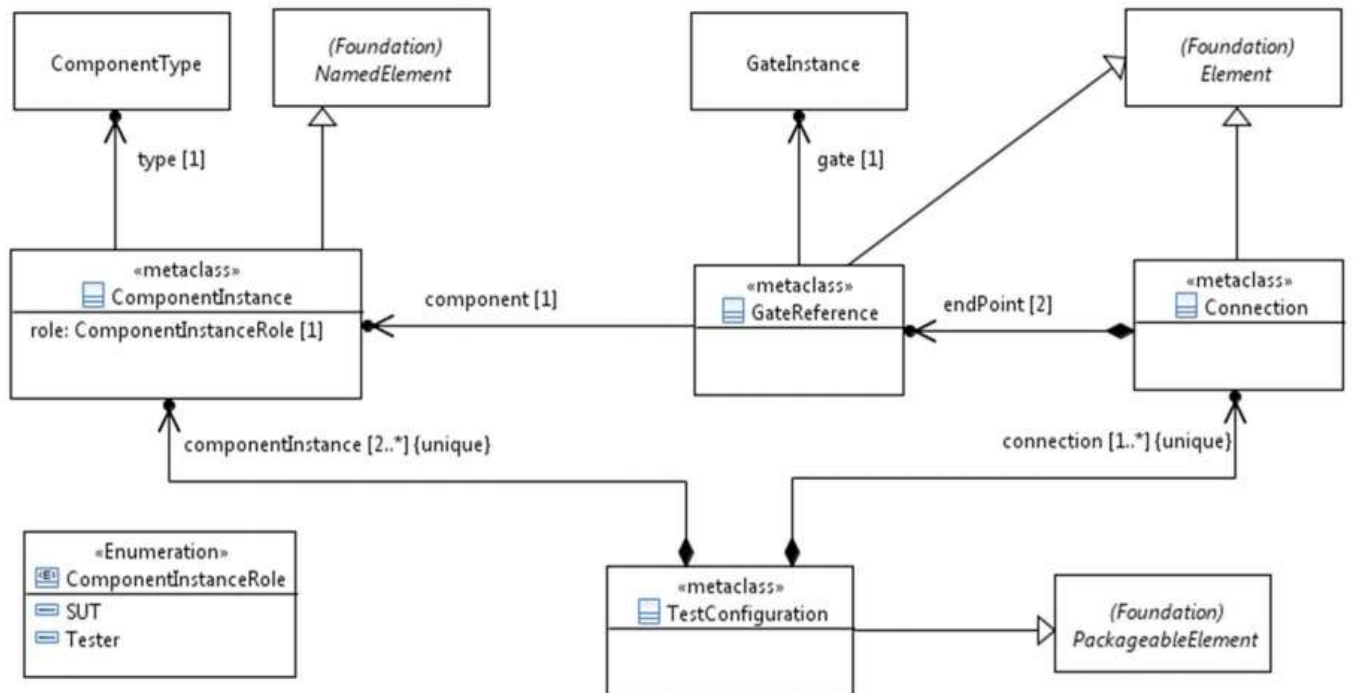 ComponentType
(Foundation)
NamedElement
GateInstance
(Foundation)
Element
type [1]
gate [1]
«metaclass»
ComponentInstance
role: ComponentInstanceRole [1]
component [1]
«metaclass»
GateReference
endPoint [2]
«metaclass»
Connection
componentInstance [2..*] {unique}
connection [1..*] {unique}
«Enumeration»
ComponentInstanceRole
SUT
Tester
«metaclass»
TestConfiguration
(Foundation)
PackageableElement